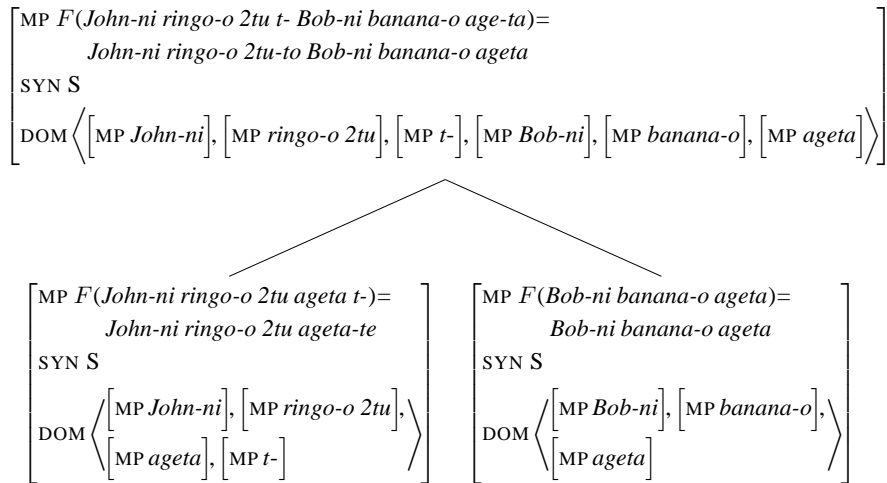 MP F(John-ni ringo-o 2tu t- Bob-ni banana-o age-ta)=
John-ni ringo-o 2tu-to Bob-ni banana-o ageta
SYN S
DOM ⟨[MP John-ni], [MP ringo-o 2tu], [MP t-], [MP Bob-ni], [MP banana-o], [MP ageta]⟩
MP F(John-ni ringo-o 2tu ageta t-)=
John-ni ringo-o 2tu ageta-te
SYN S
DOM ⟨[MP John-ni], [MP ringo-o 2tu],
[MP ageta], [MP t-]⟩
MP F(Bob-ni banana-o ageta)=
Bob-ni banana-o ageta
SYN S
DOM ⟨[MP Bob-ni], [MP banana-o],
[MP ageta]⟩